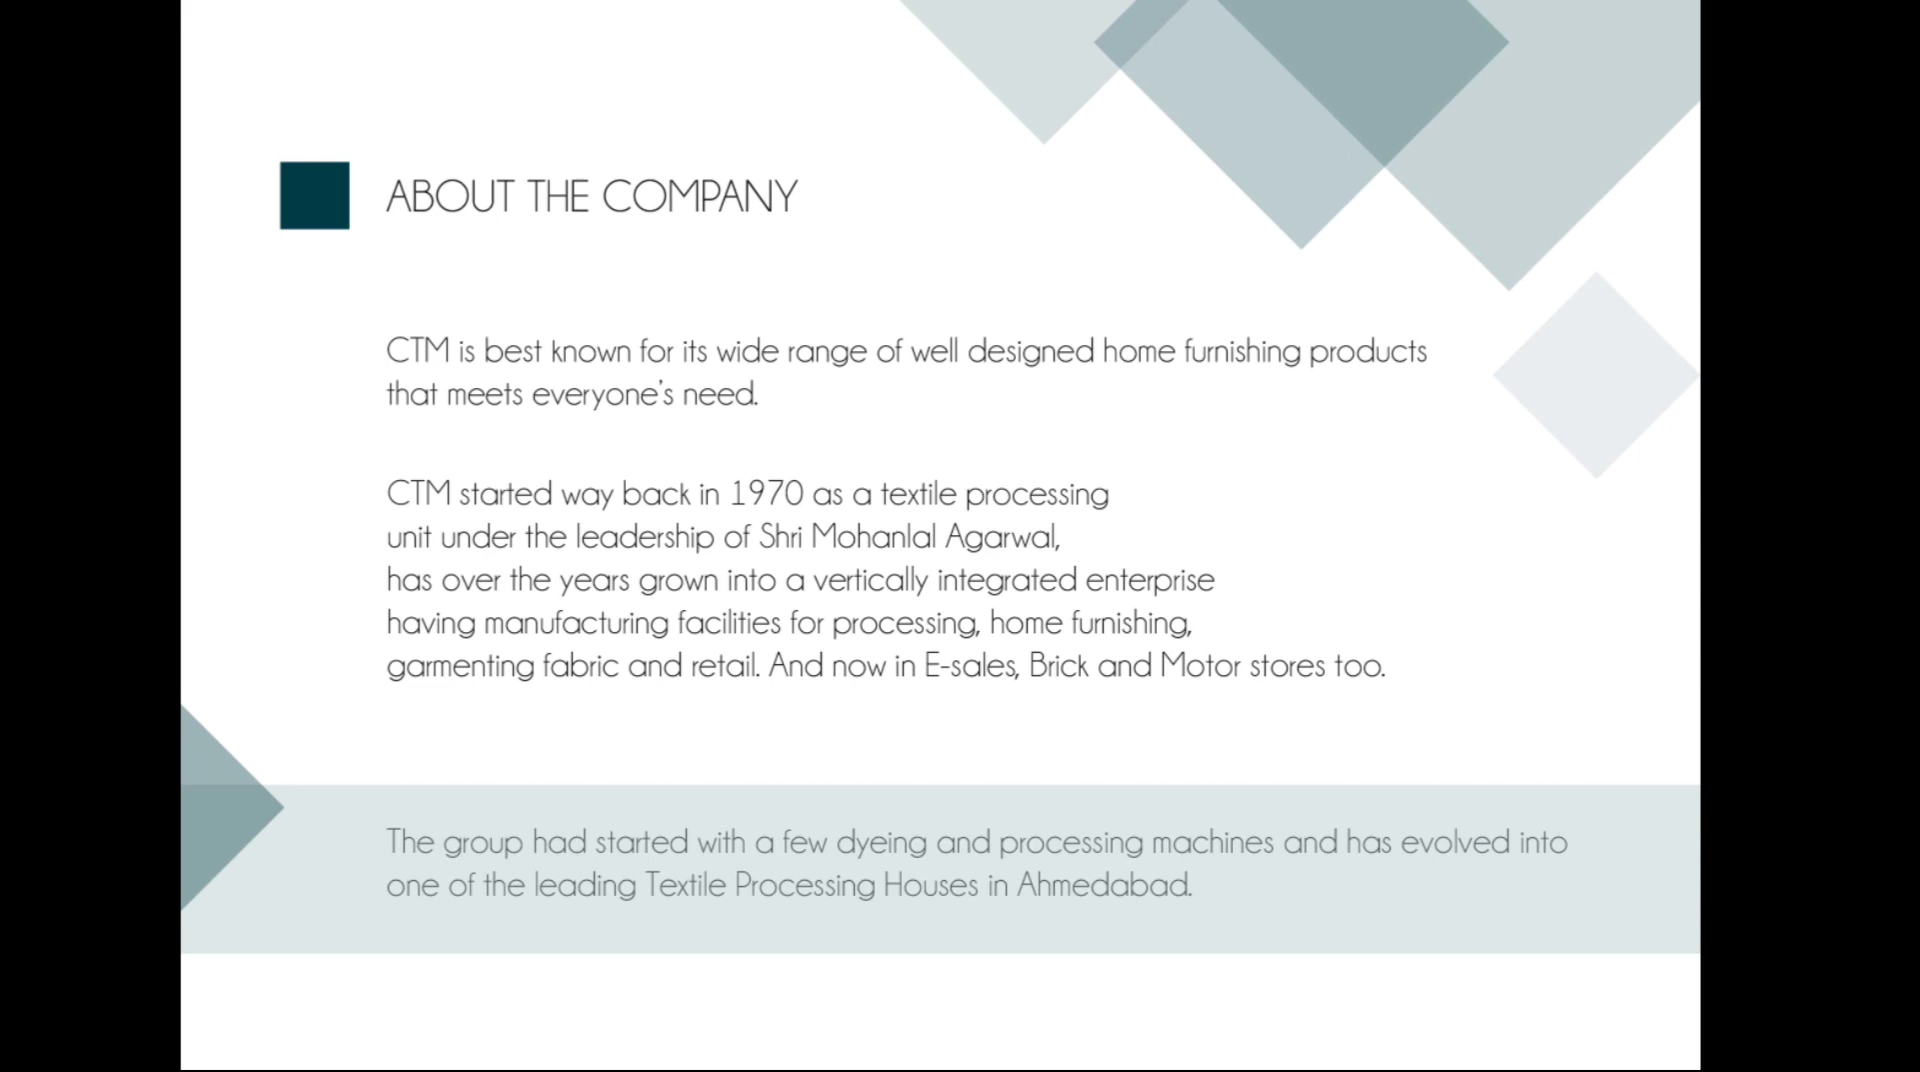 ABOUT THE COMPANY
CTM is best known for its wide range of well designed home furnishing products
that meets everyone's need.
CTM started way back in 1970 as a textile processing
unit under the leadership of Shri Mohanlal Agarwal,
has over the years grown into a vertically integrated enterprise
having manufacturing facilities for processing, home furnishing,
garmenting fabric and retail. And now in E-sales, Brick and Motor stores too.
The group had started with a few dyeing and processing machines and has evolved into
one of the leading Textile Processing Houses in Ahmedabad.